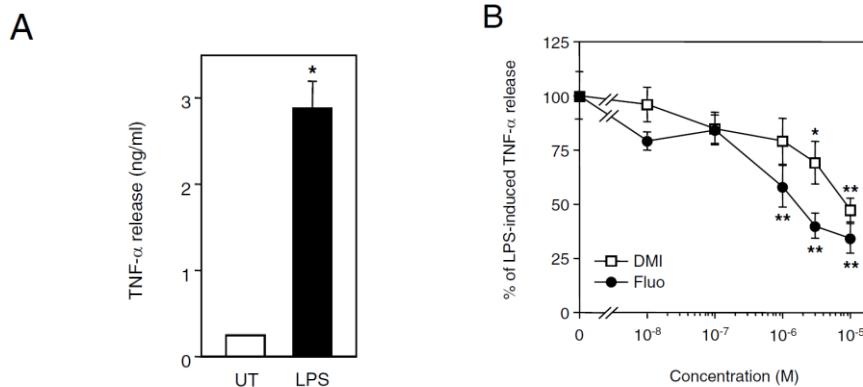 A
TNF-α release (ng/ml)
3
2
1
0
*
UT
LPS
B
% of LPS-induced TNF-α release
125
100
75
50
25
0
*
**
**
**
**
DMI
Fluo
0
10⁻⁸
10⁻⁷
10⁻⁶
10⁻⁵
Concentration (M)